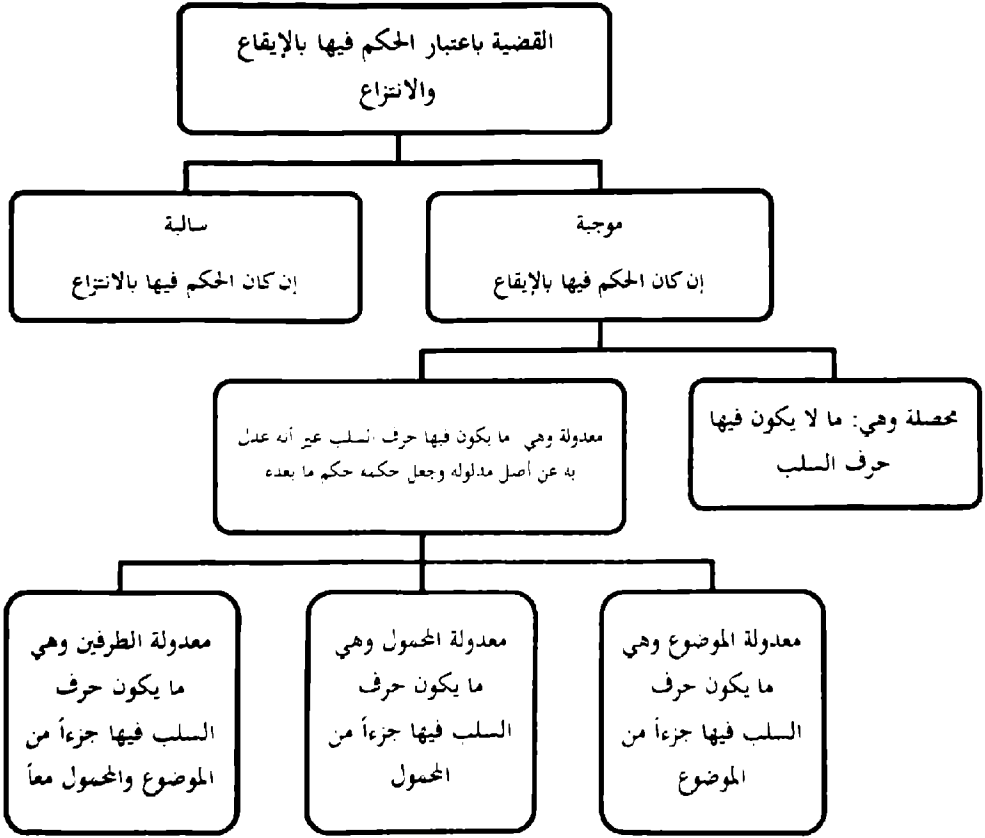 القضية باعتبار الحكم فيها بالإيقاع
والانتزاع
موجبة
إن كان الحكم فيها بالإيقاع
سالبة
إن كان الحكم فيها بالانتزاع
محصلة وهي: ما لا يكون فيها
حرف السلب
معدولة وهي ما يكون فيها حرف السلب غير أنه عدل
به عن أصل مدلوله وجعل حكمه حكم ما بعده
معدولة الموضوع وهي
ما يكون حرف
السلب فيها جزءاً من
الموضوع
معدولة المحمول وهي
ما يكون حرف
السلب فيها جزءاً من
المحمول
معدولة الطرفين وهي
ما يكون حرف
السلب فيها جزءاً من
الموضوع والمحمول معاً